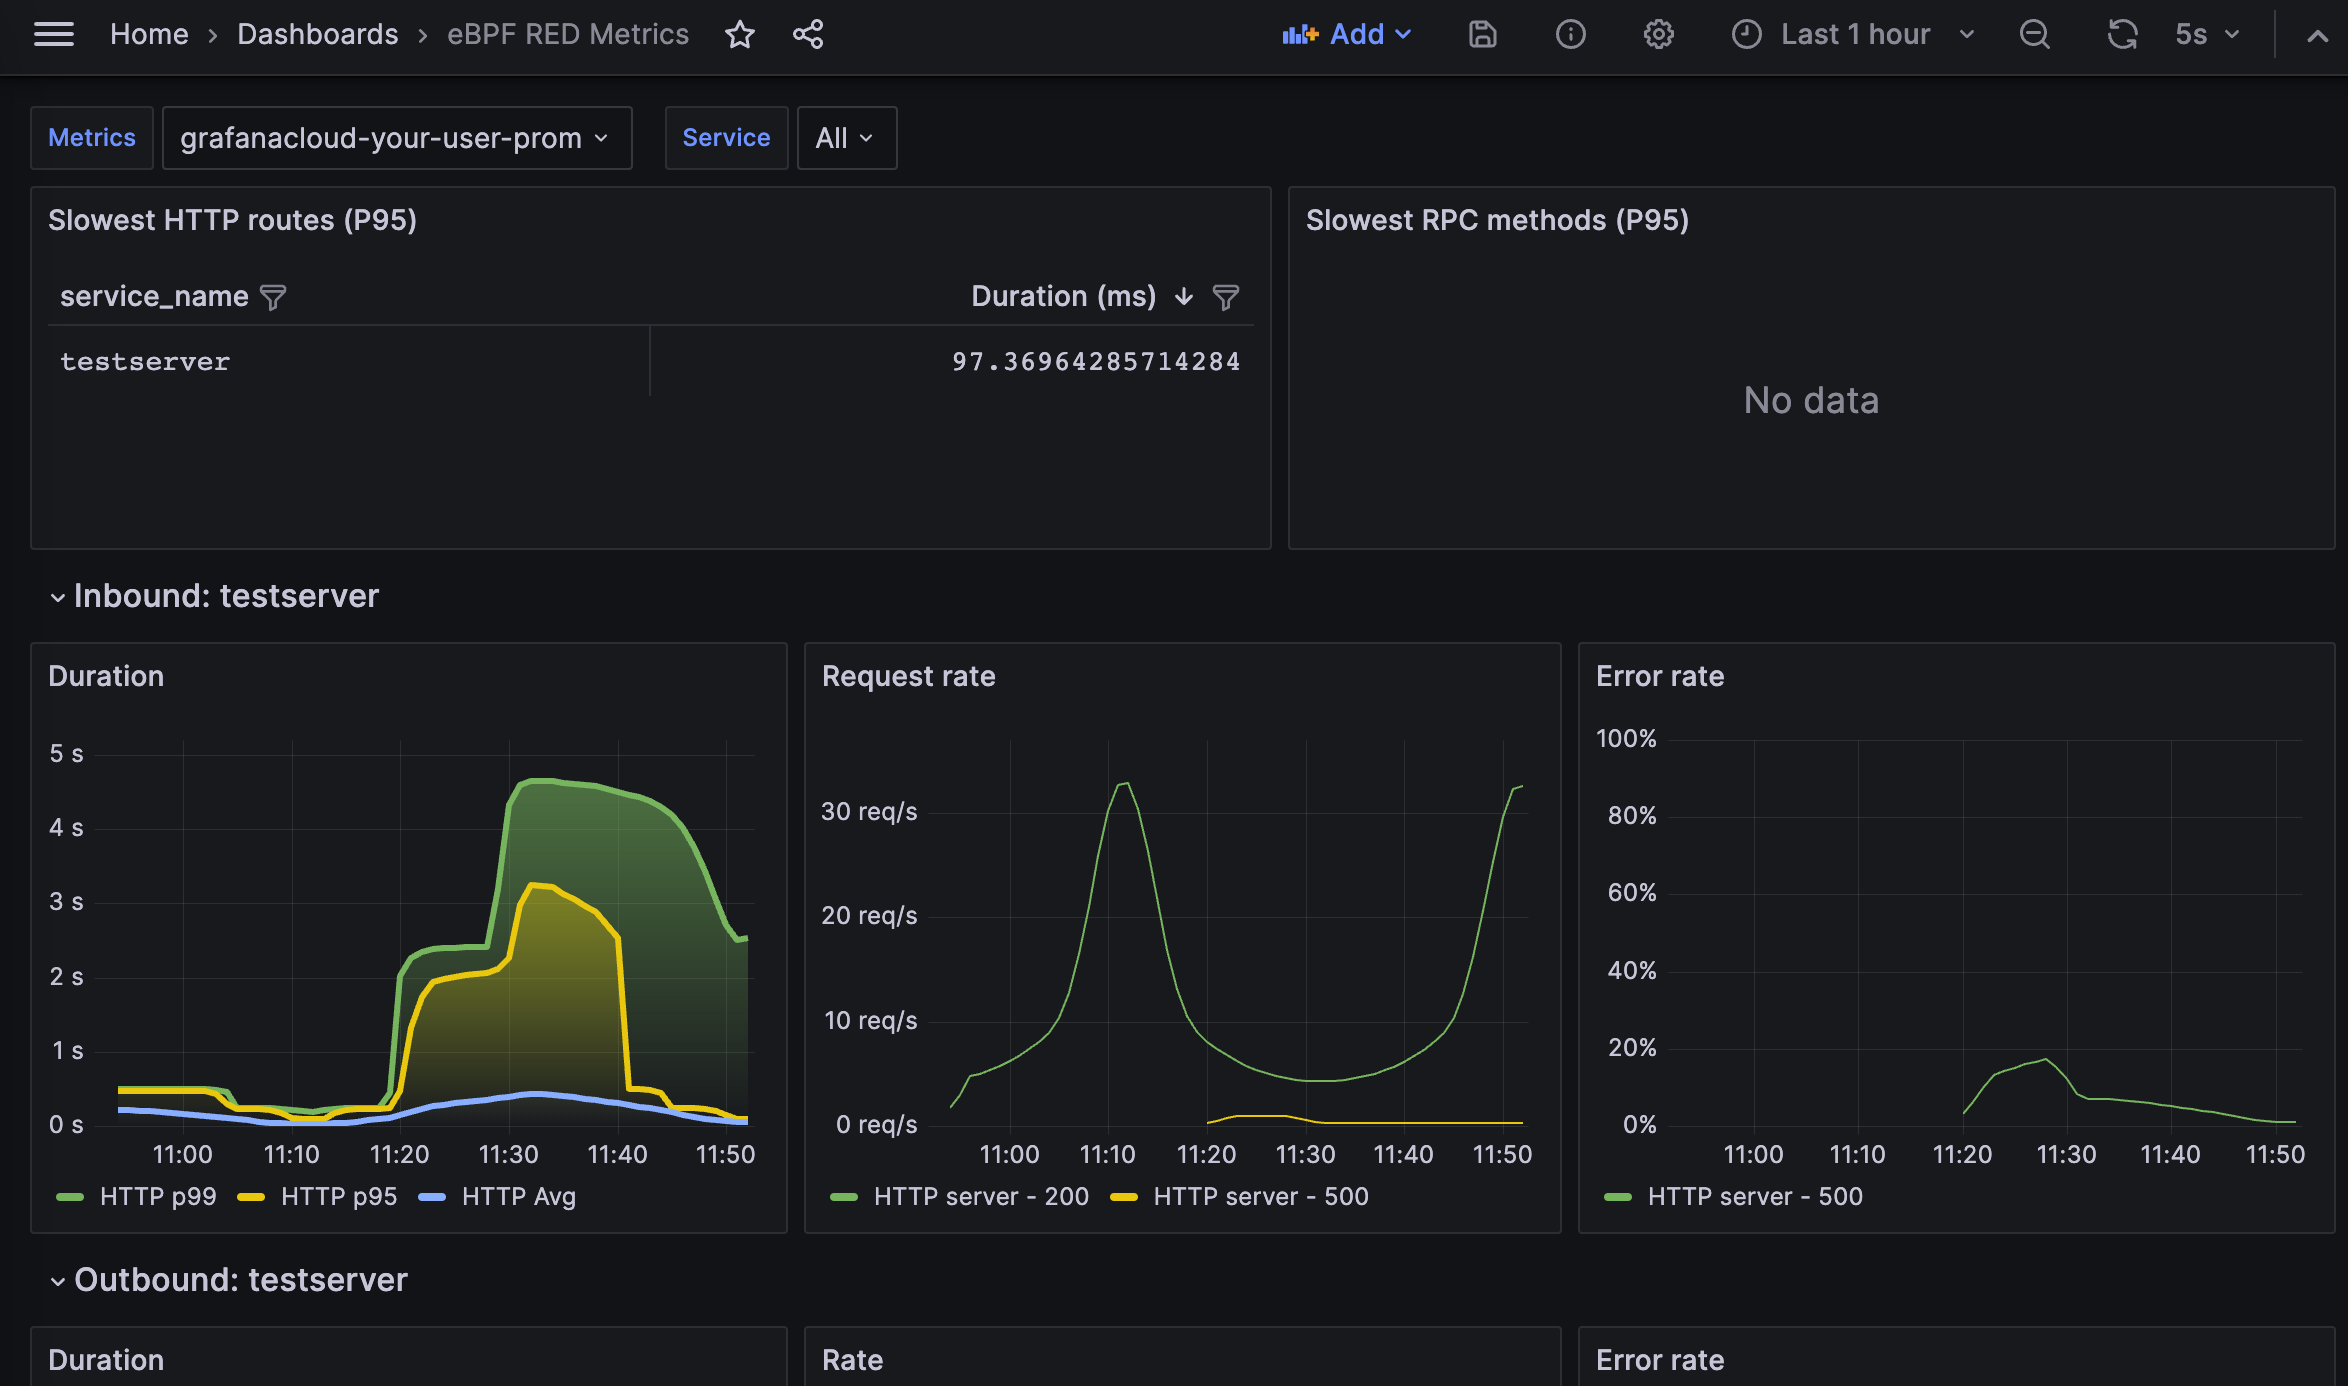 Home › Dashboards › eBPF RED Metrics Add Last 1 hour 5s
Metrics grafanacloud-your-user-prom Service All
Slowest HTTP routes (P95)
service_name Duration (ms)
testserver 97.36964285714284
Slowest RPC methods (P95)
No data
Inbound: testserver
Duration
5 s
4 s
3 s
2 s
1 s
0 s
11:00 11:10 11:20 11:30 11:40 11:50
HTTP p99 HTTP p95 HTTP Avg
Request rate
30 req/s
20 req/s
10 req/s
0 req/s
11:00 11:10 11:20 11:30 11:40 11:50
HTTP server - 200 HTTP server - 500
Error rate
100%
80%
60%
40%
20%
0%
11:00 11:10 11:20 11:30 11:40 11:50
HTTP server - 500
Outbound: testserver
Duration
Rate
Error rate